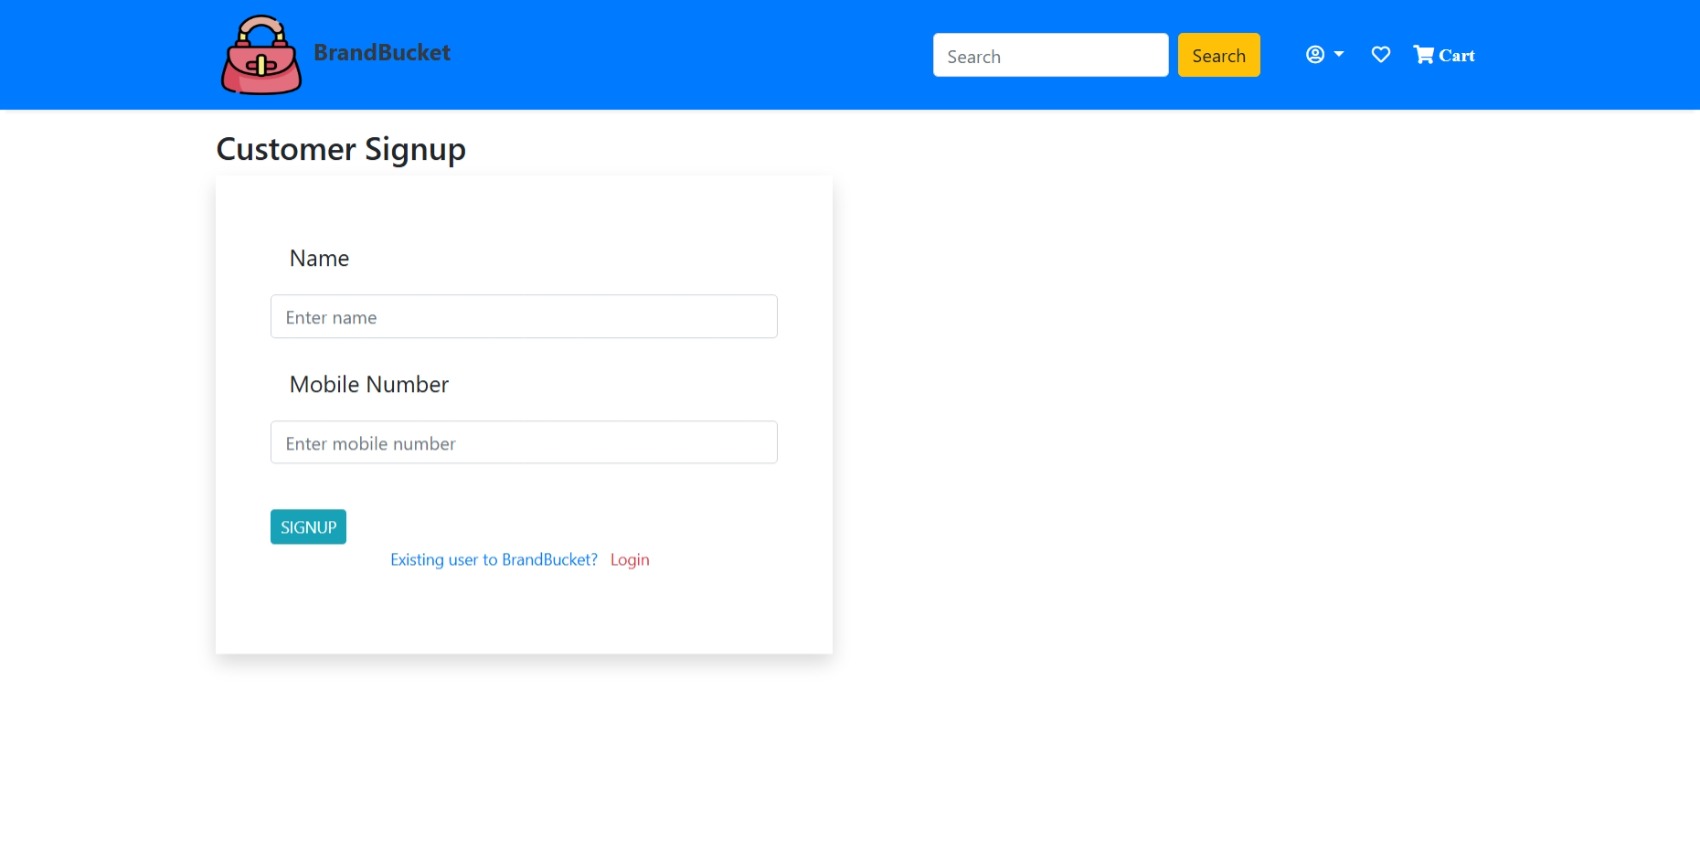 BrandBucket
Search
Search
Cart
Customer Signup
Name
Enter name
Mobile Number
Enter mobile number
SIGNUP
Existing user to BrandBucket? Login